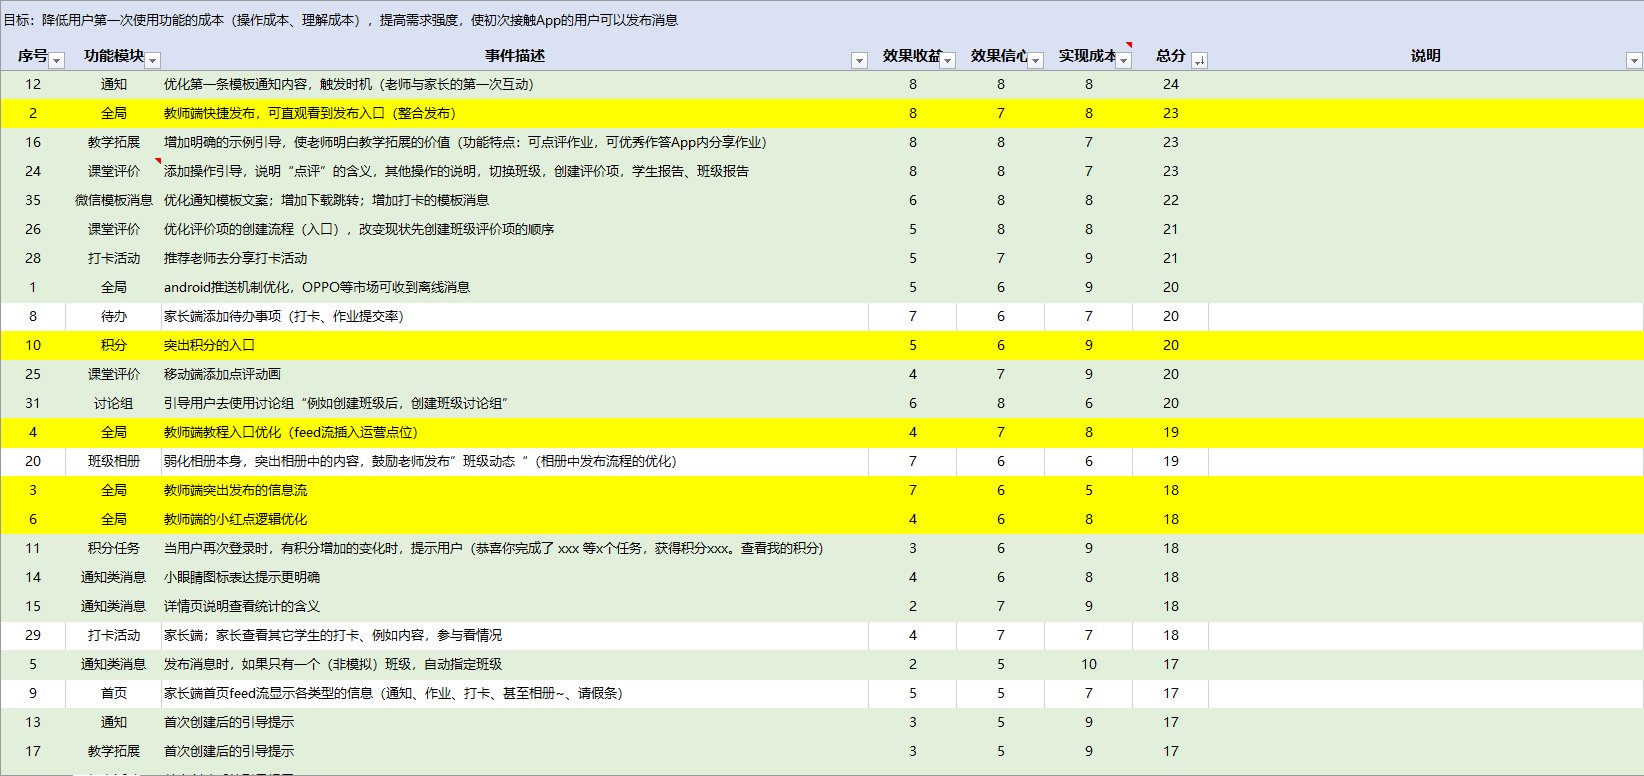 目标：降低用户第一次使用功能的成本（操作成本、理解成本），提高需求强度，使初次接触App的用户可以发布消息
序号 功能模块 事件描述 效果收益 效果信心 实现成本 总分 说明
12 通知 优化第一条模板通知内容，触发时机（老师与家长的第一次互动） 8 8 8 24
2 全局 教师端快捷发布，可直观看到发布入口（整合发布） 8 7 8 23
16 教学拓展 增加明确的示例引导，使老师明白教学拓展的价值（功能特点：可点评作业，可优秀作答App内分享作业） 8 8 7 23
24 课堂评价 添加操作引导，说明“点评”的含义，其他操作的说明，切换班级，创建评价项，学生报告、班级报告 8 8 7 23
35 微信模板消息 优化通知模板文案；增加下载跳转；增加打卡的模板消息 6 8 8 22
26 课堂评价 优化评价项的创建流程（入口），改变现状先创建班级评价项的顺序 5 8 8 21
28 打卡活动 推荐老师去分享打卡活动 5 7 9 21
1 全局 android推送机制优化，OPPO等市场可收到离线消息 5 6 9 20
8 待办 家长端添加待办事项（打卡、作业提交率） 7 6 7 20
10 积分 突出积分的入口 5 6 9 20
25 课堂评价 移动端添加点评动画 4 7 9 20
31 讨论组 引导用户去使用讨论组“例如创建班级后，创建班级讨论组” 6 8 6 20
4 全局 教师端教程入口优化（feed流插入运营点位） 4 7 8 19
20 班级相册 弱化相册本身，突出相册中的内容，鼓励老师发布”班级动态“（相册中发布流程的优化） 7 6 6 19
3 全局 教师端突出发布的信息流 7 6 5 18
6 全局 教师端的小红点逻辑优化 4 6 8 18
11 积分任务 当用户再次登录时，有积分增加的变化时，提示用户（恭喜你完成了 xxx 等x个任务，获得积分xxx。查看我的积分） 3 6 9 18
14 通知类消息 小眼睛图标表达提示更明确 4 6 8 18
15 通知类消息 详情页说明查看统计的含义 2 7 9 18
29 打卡活动 家长端；家长查看其它学生的打卡、例如内容，参与看情况 4 7 7 18
5 通知类消息 发布消息时，如果只有一个（非模拟）班级，自动指定班级 2 5 10 17
9 首页 家长端首页feed流显示各类型的信息（通知、作业、打卡、甚至相册~、请假条） 5 5 7 17
13 通知 首次创建后的引导提示 3 5 9 17
17 教学拓展 首次创建后的引导提示 3 5 9 17